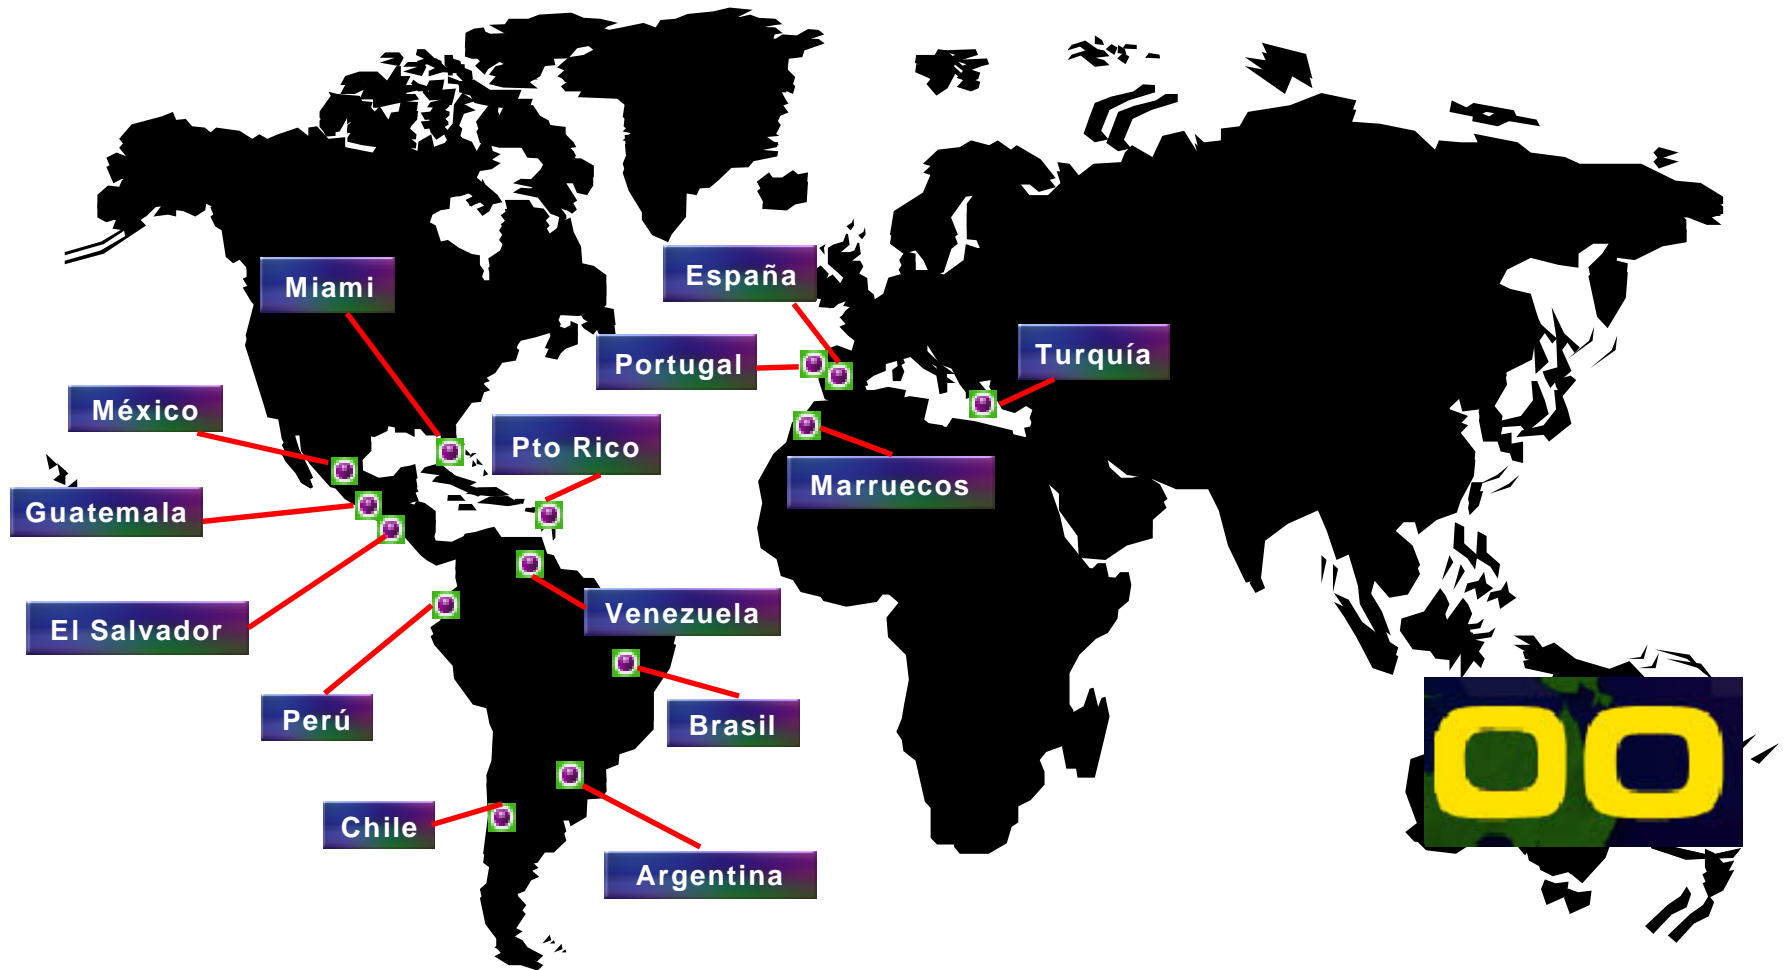 España
Miami
Turquía
Portugal
México
Pto Rico
Marruecos
Guatemala
Venezuela
El Salvador
Perú
Brasil
Chile
Argentina